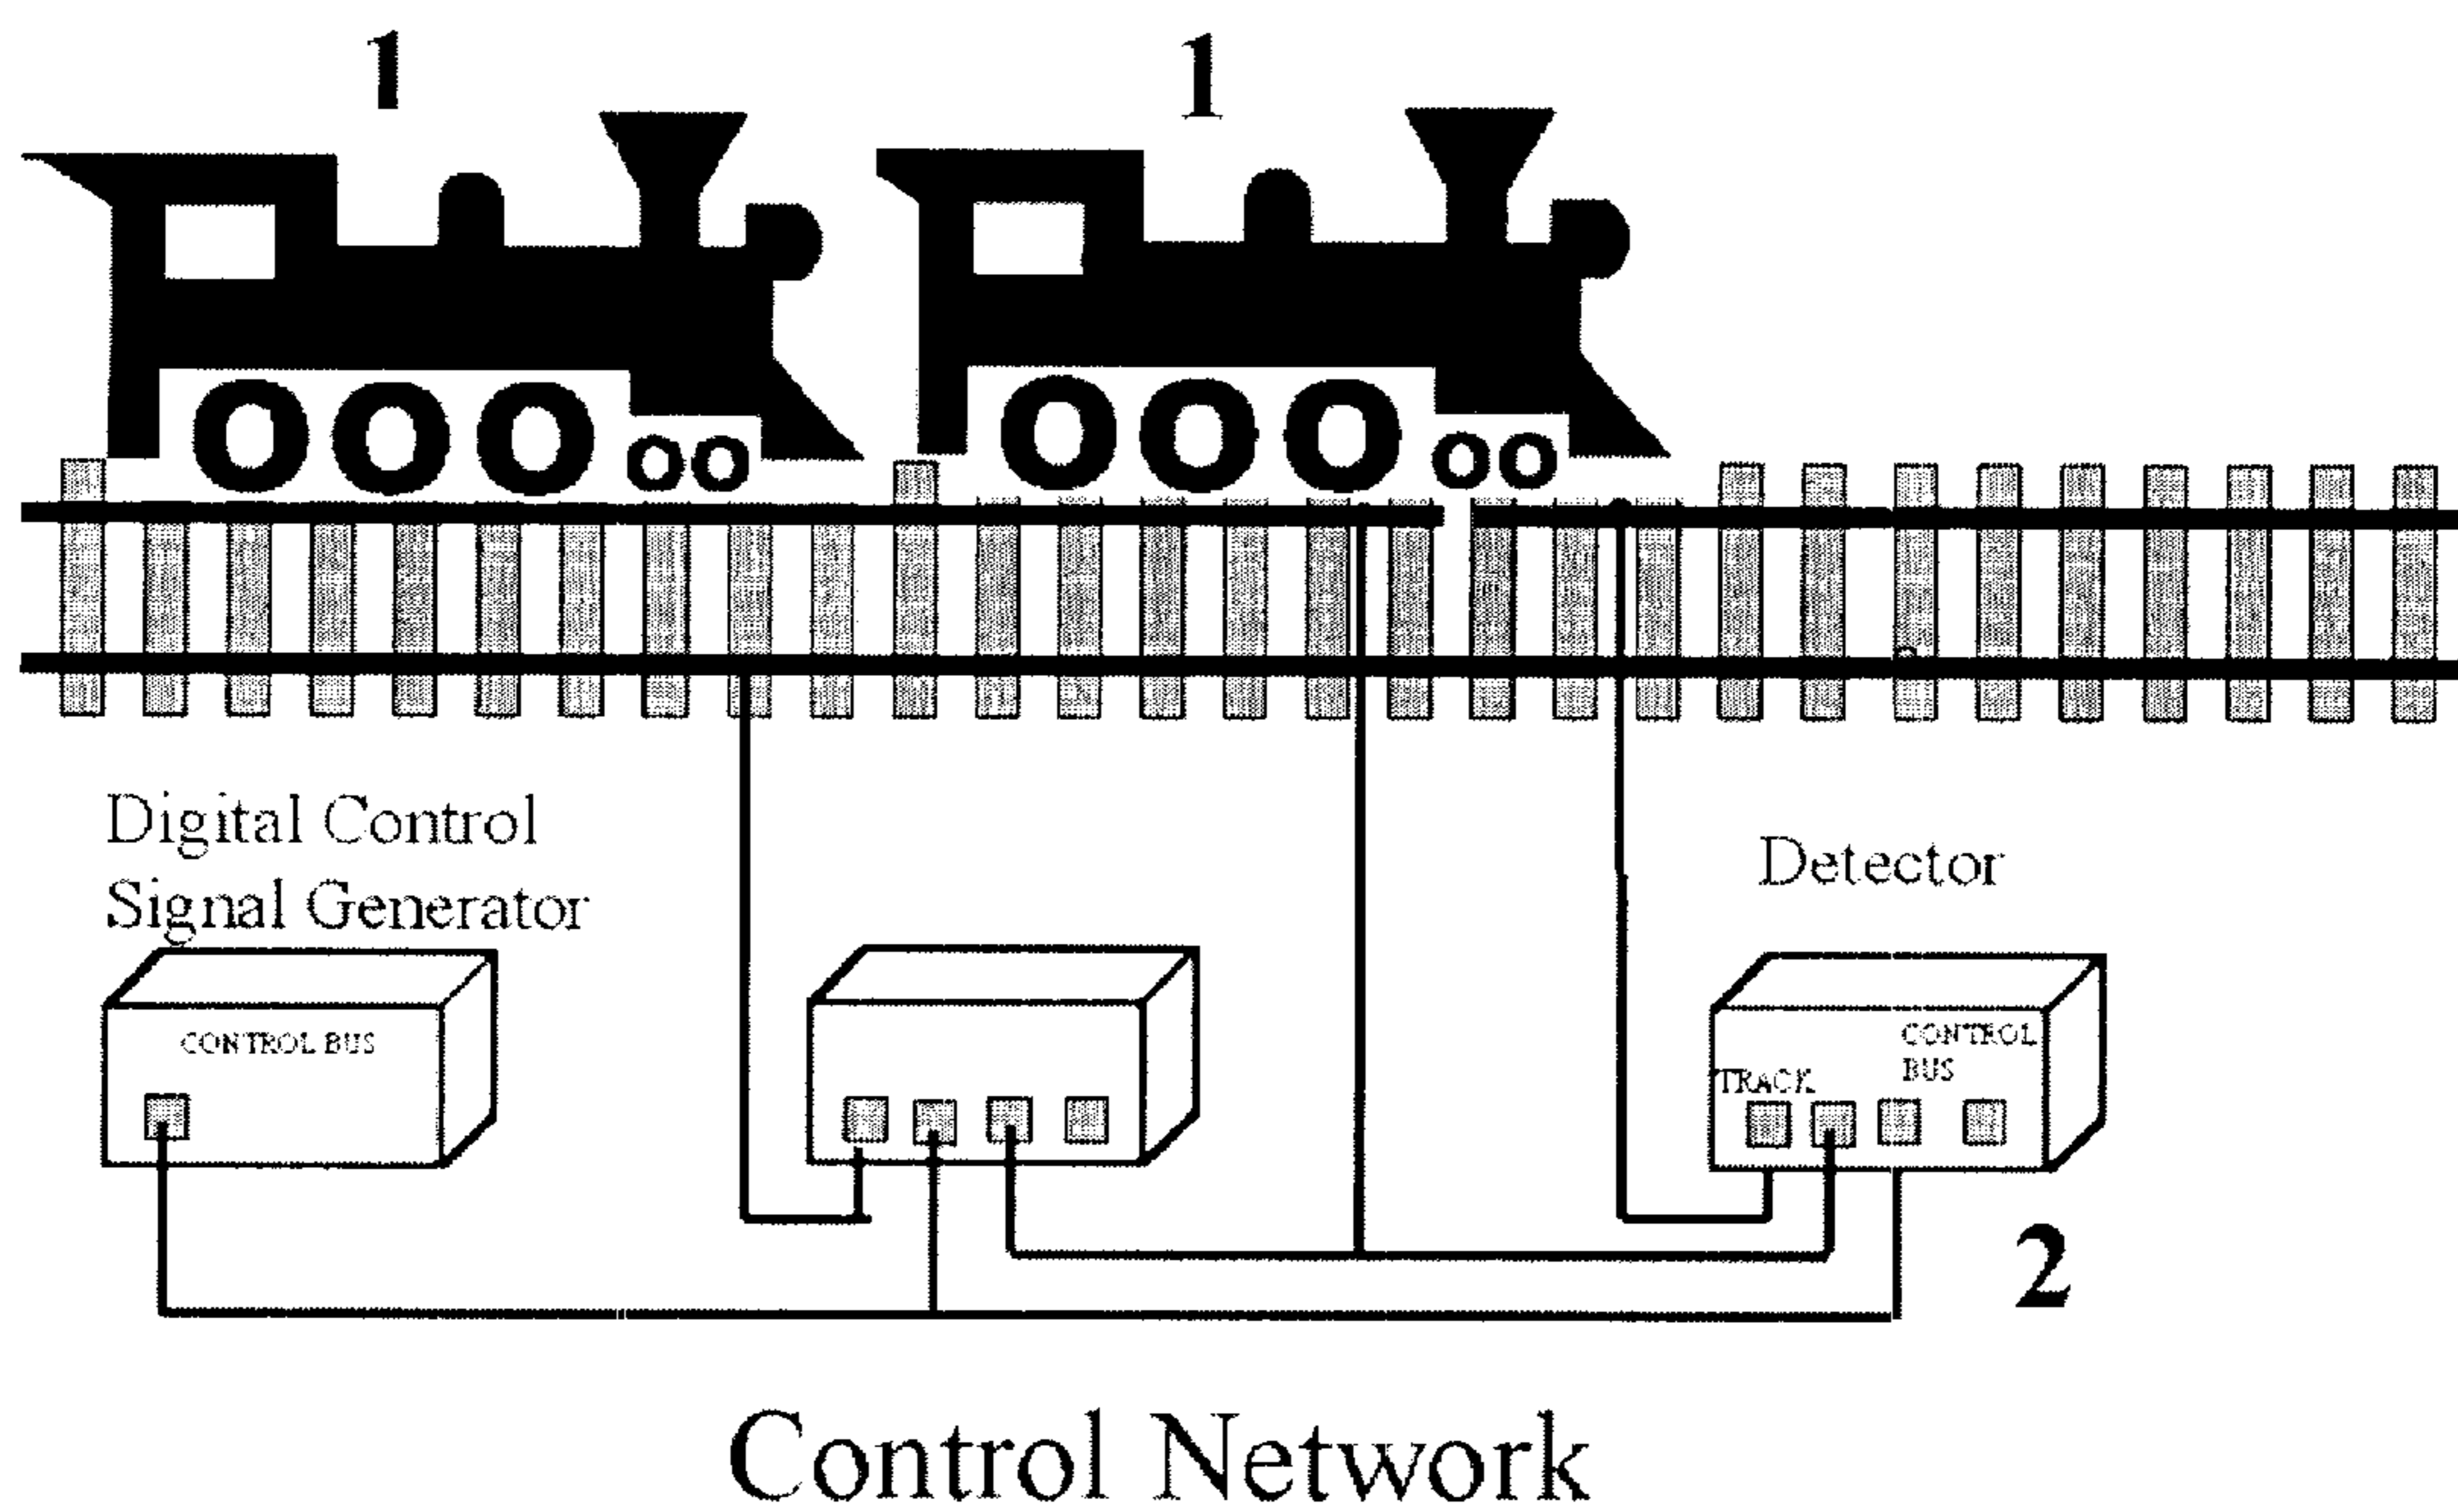 1
1
Digital Control
Signal Generator
Detector
CONTROL BUS
CONTROL
BUS
TRACK
2
Control Network